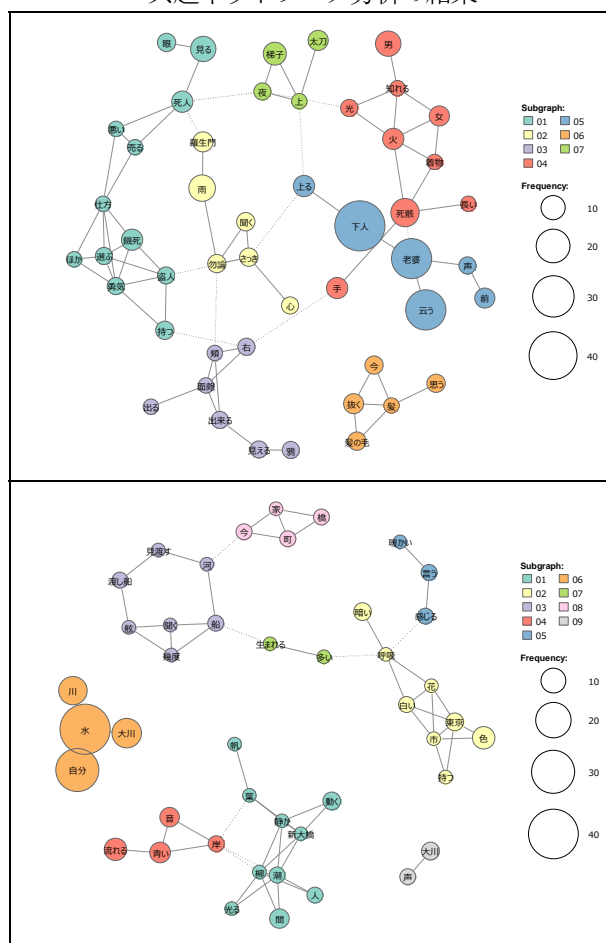 眼
見る
死人
悪い
売る
仕方
餓死
ほか
選ぶ
勇気
盗人
持つ
梯子
太刀
夜
上
羅生門
雨
聞く
勿論
さっき
心
男
光
知れる
火
女
着物
死骸
長い
手
上る
下人
老婆
云う
声
前
頬
右
面皰
出る
出来る
見える
鴉
今
抜く
髪
思う
髪の毛
Subgraph:
01
02
03
04
05
06
07
Frequency:
10
20
30
40
家
橋
今
町
見渡す
河
渡し船
聞く
船
幾度
生まれる
多い
暖かい
言う
感じる
暗い
呼吸
花
白い
東京
市
色
持つ
川
水
大川
自分
帆
葉
動く
静か
新大橋
柳
潮
光る
人
間
音
青い
流れる
岸
大川
声
Subgraph:
01
02
03
04
05
06
07
08
09
Frequency:
10
20
30
40